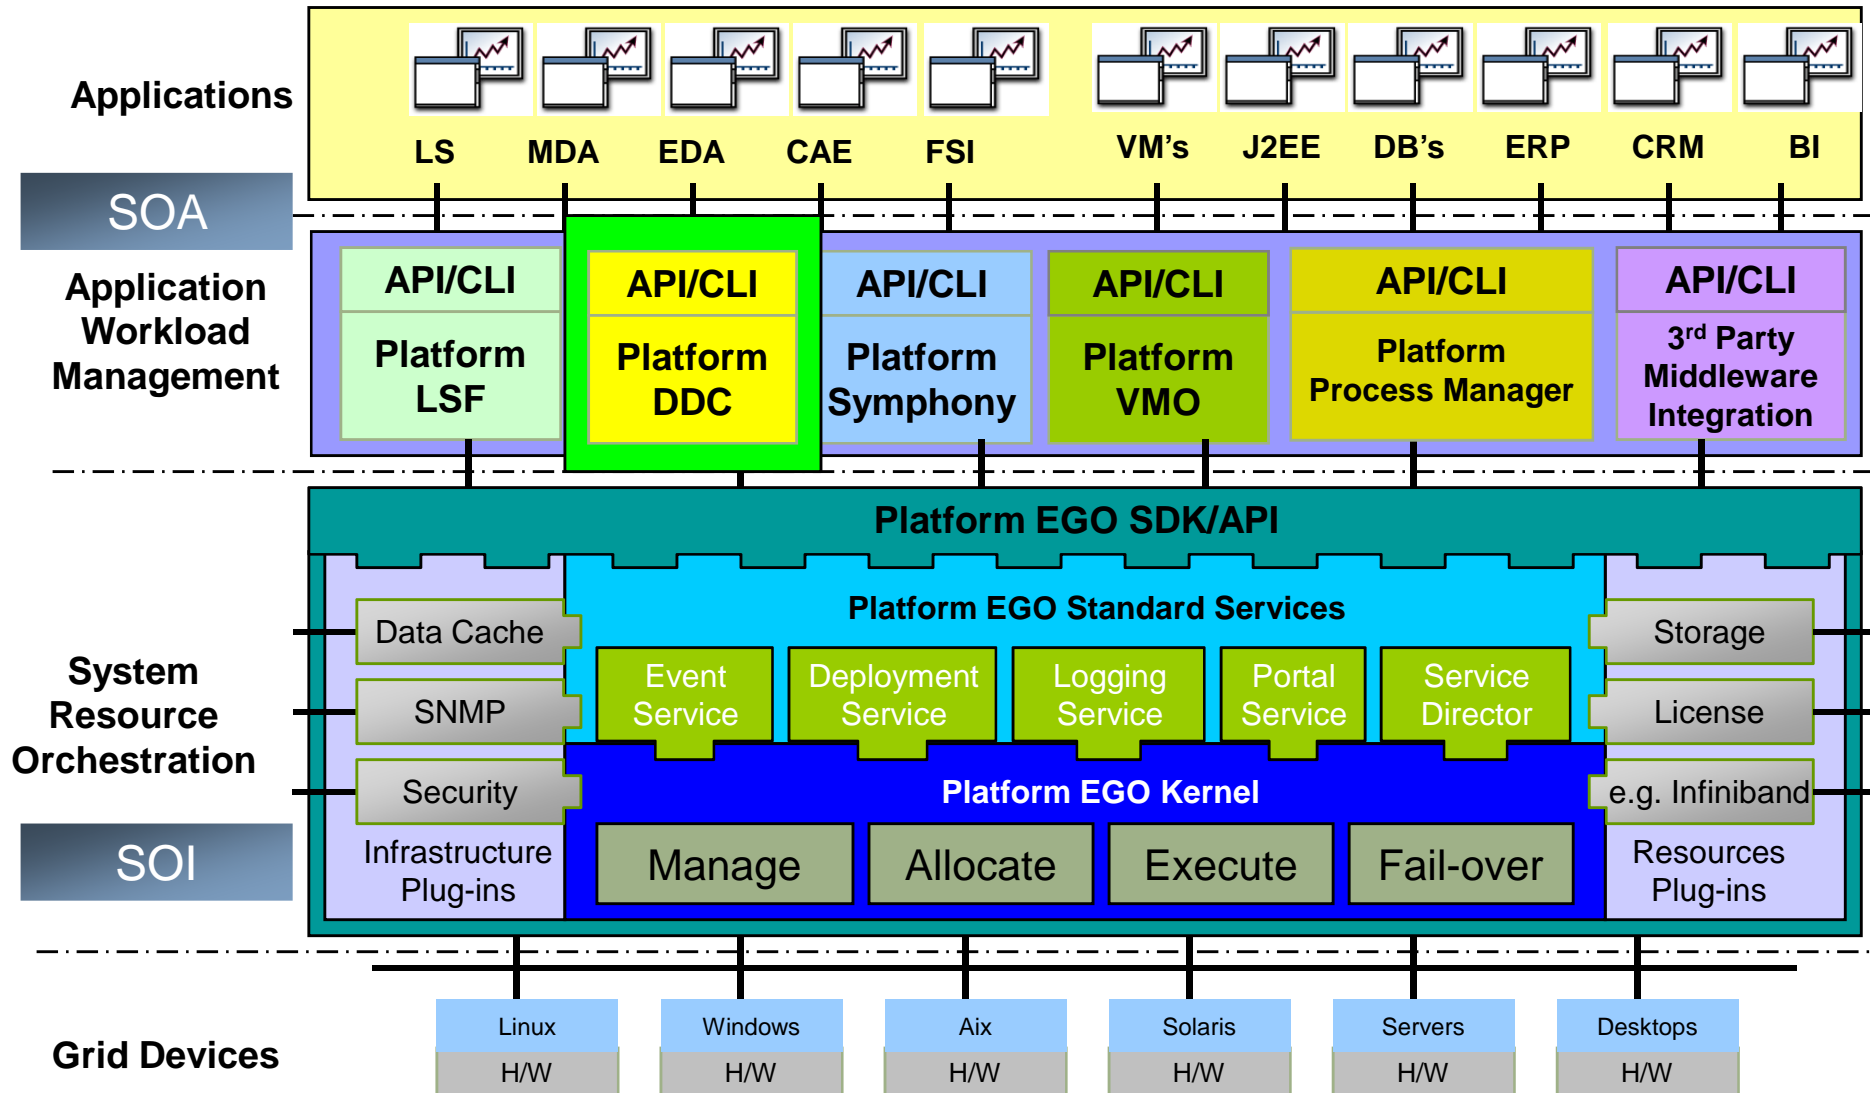 Applications
LS MDA EDA CAE FSI VM's J2EE DB's ERP CRM BI
SOA
Application
Workload
Management
API/CLI
Platform
LSF
API/CLI
Platform
DDC
API/CLI
Platform
Symphony
API/CLI
Platform
VMO
API/CLI
Platform
Process Manager
API/CLI
3rd Party
Middleware
Integration
Platform EGO SDK/API
System
Resource
Orchestration
SOI
Data Cache
SNMP
Security
Infrastructure
Plug-ins
Platform EGO Standard Services
Event
Service
Deployment
Service
Logging
Service
Portal
Service
Service
Director
Platform EGO Kernel
Manage
Allocate
Execute
Fail-over
Storage
License
e.g. Infiniband
Resources
Plug-ins
Grid Devices
Linux
H/W
Windows
H/W
Aix
H/W
Solaris
H/W
Servers
H/W
Desktops
H/W